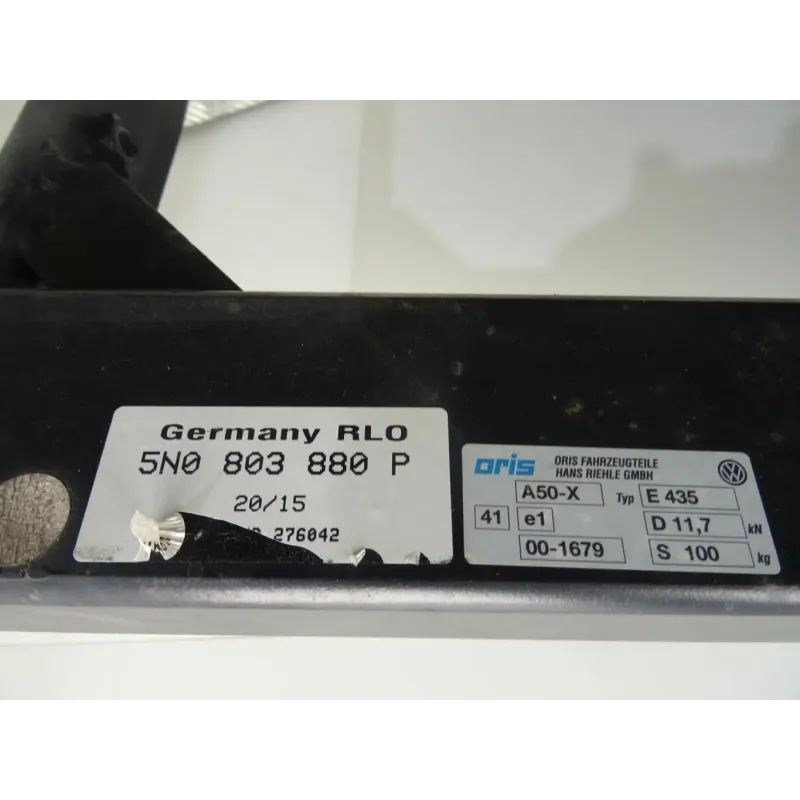 Germany RLO
5N0 803 880 P
20/15
276042
oris ORIS FAHRZEUGTEILE
HANS RIEHLE GMBH
A50-X Typ E 435
41 e1 D 11,7 kN
00-1679 S 100 kg